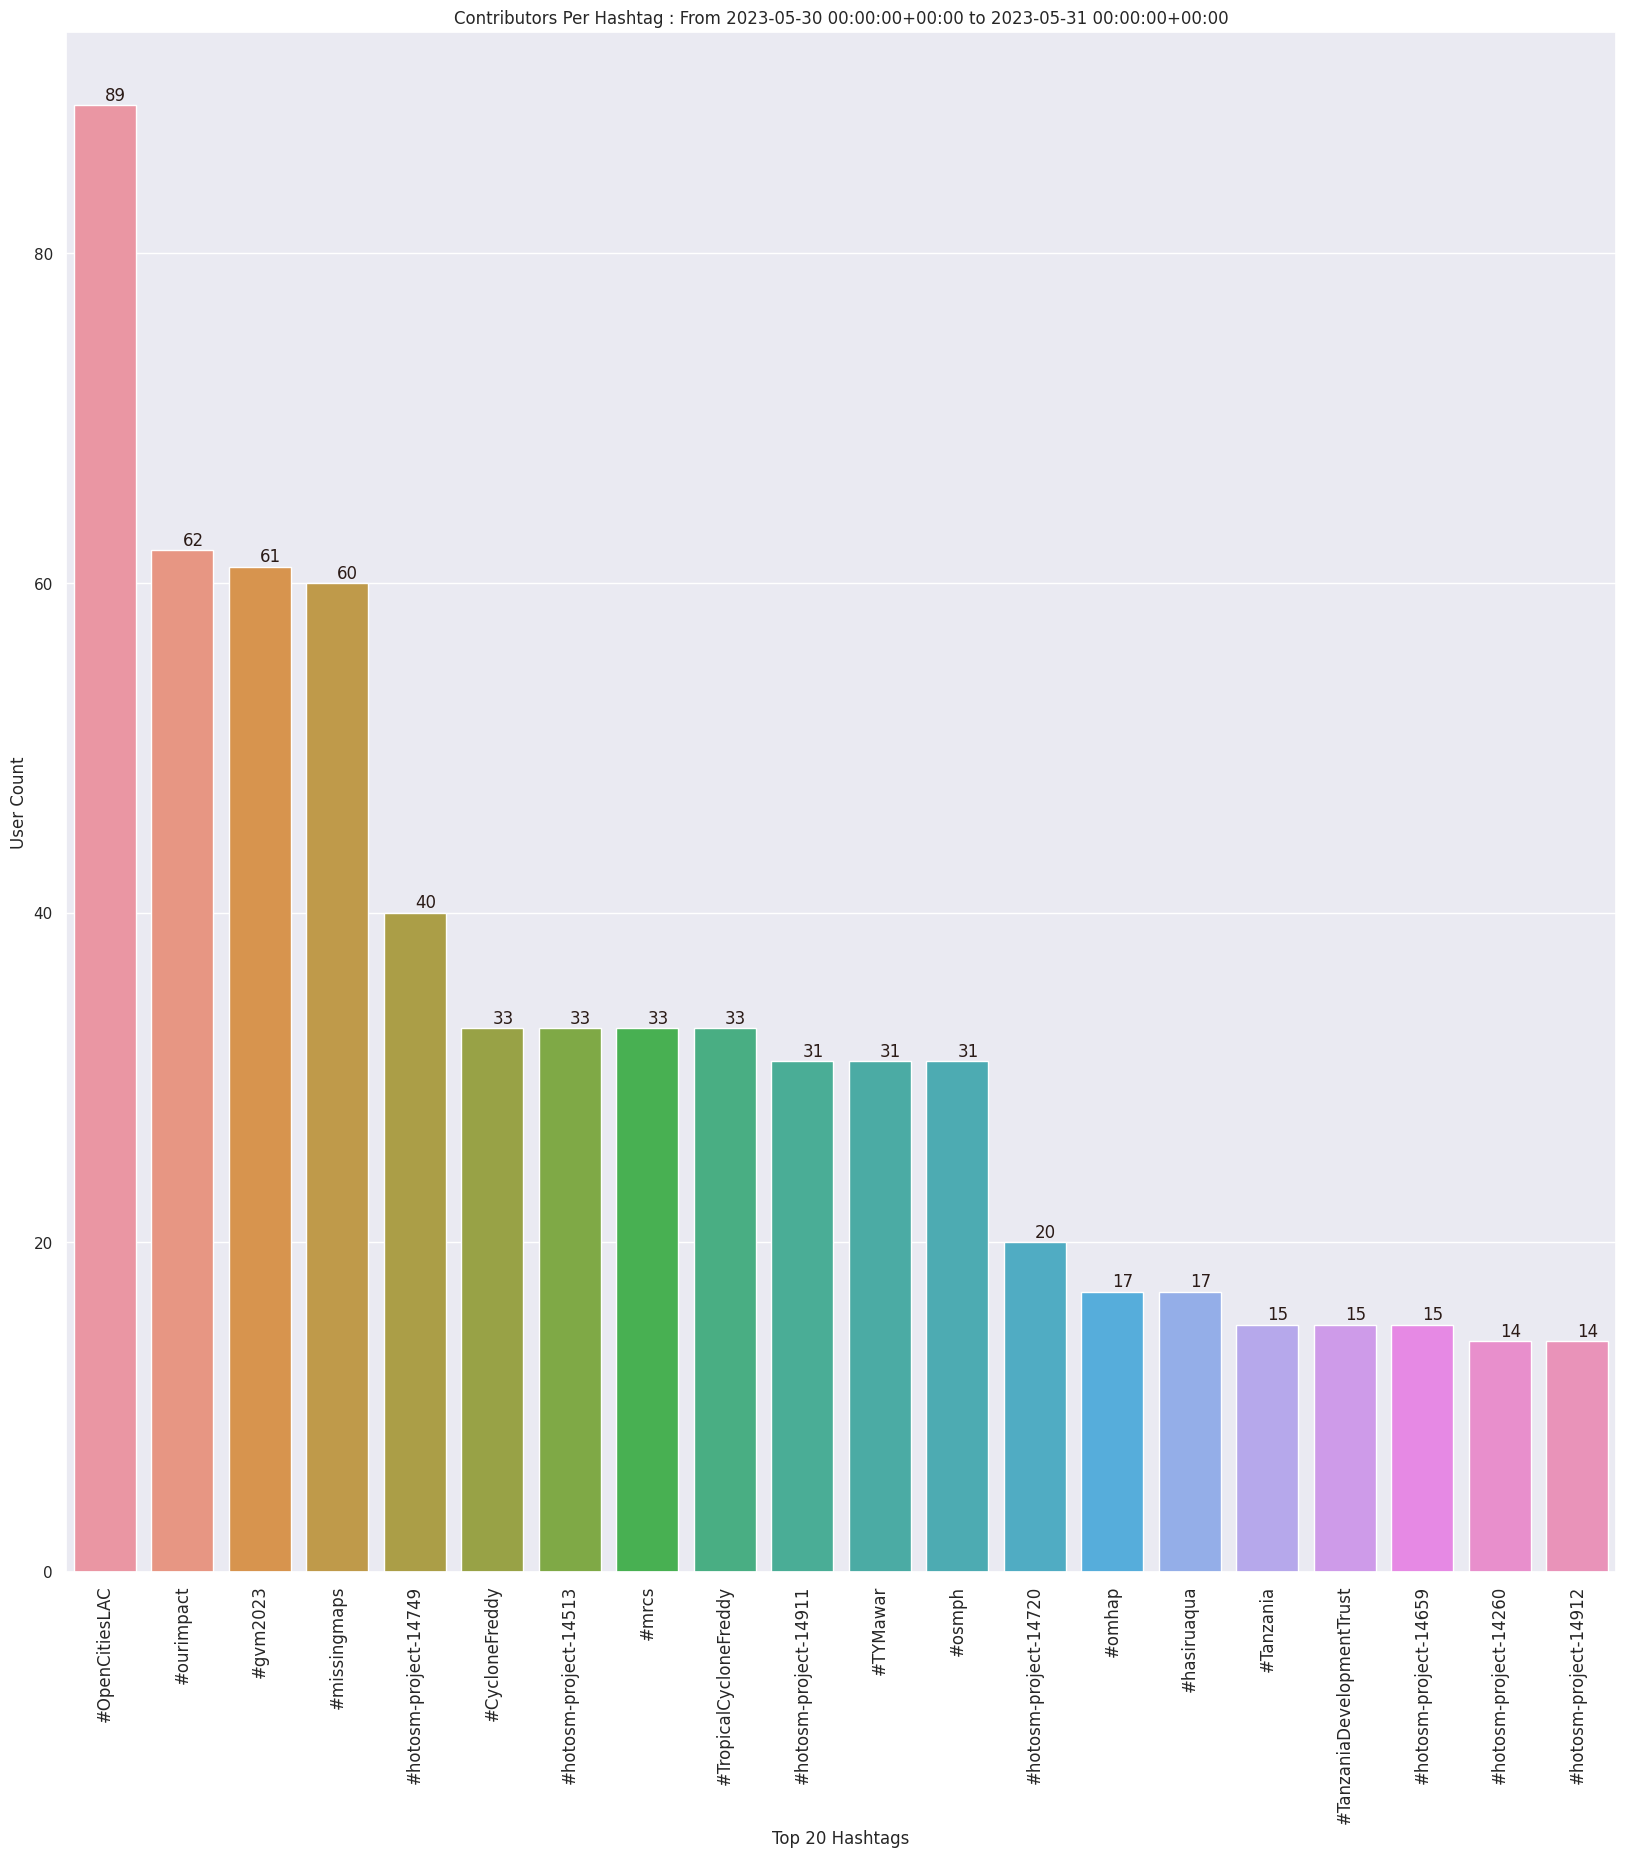 Contributors Per Hashtag : From 2023-05-30 00:00:00+00:00 to 2023-05-31 00:00:00+00:00
User Count
80
60
40
20
0
89
62
61
60
40
33
33
33
33
31
31
31
20
17
17
15
15
15
14
14
#OpenCitiesLAC
#ourimpact
#gvm2023
#missingmaps
#hotosm-project-14749
#CycloneFreddy
#hotosm-project-14513
#mrcs
#TropicalCycloneFreddy
#hotosm-project-14911
#TYMawar
#osmph
#hotosm-project-14720
#omhap
#hasiruaqua
#Tanzania
#TanzaniaDevelopmentTrust
#hotosm-project-14659
#hotosm-project-14260
#hotosm-project-14912
Top 20 Hashtags